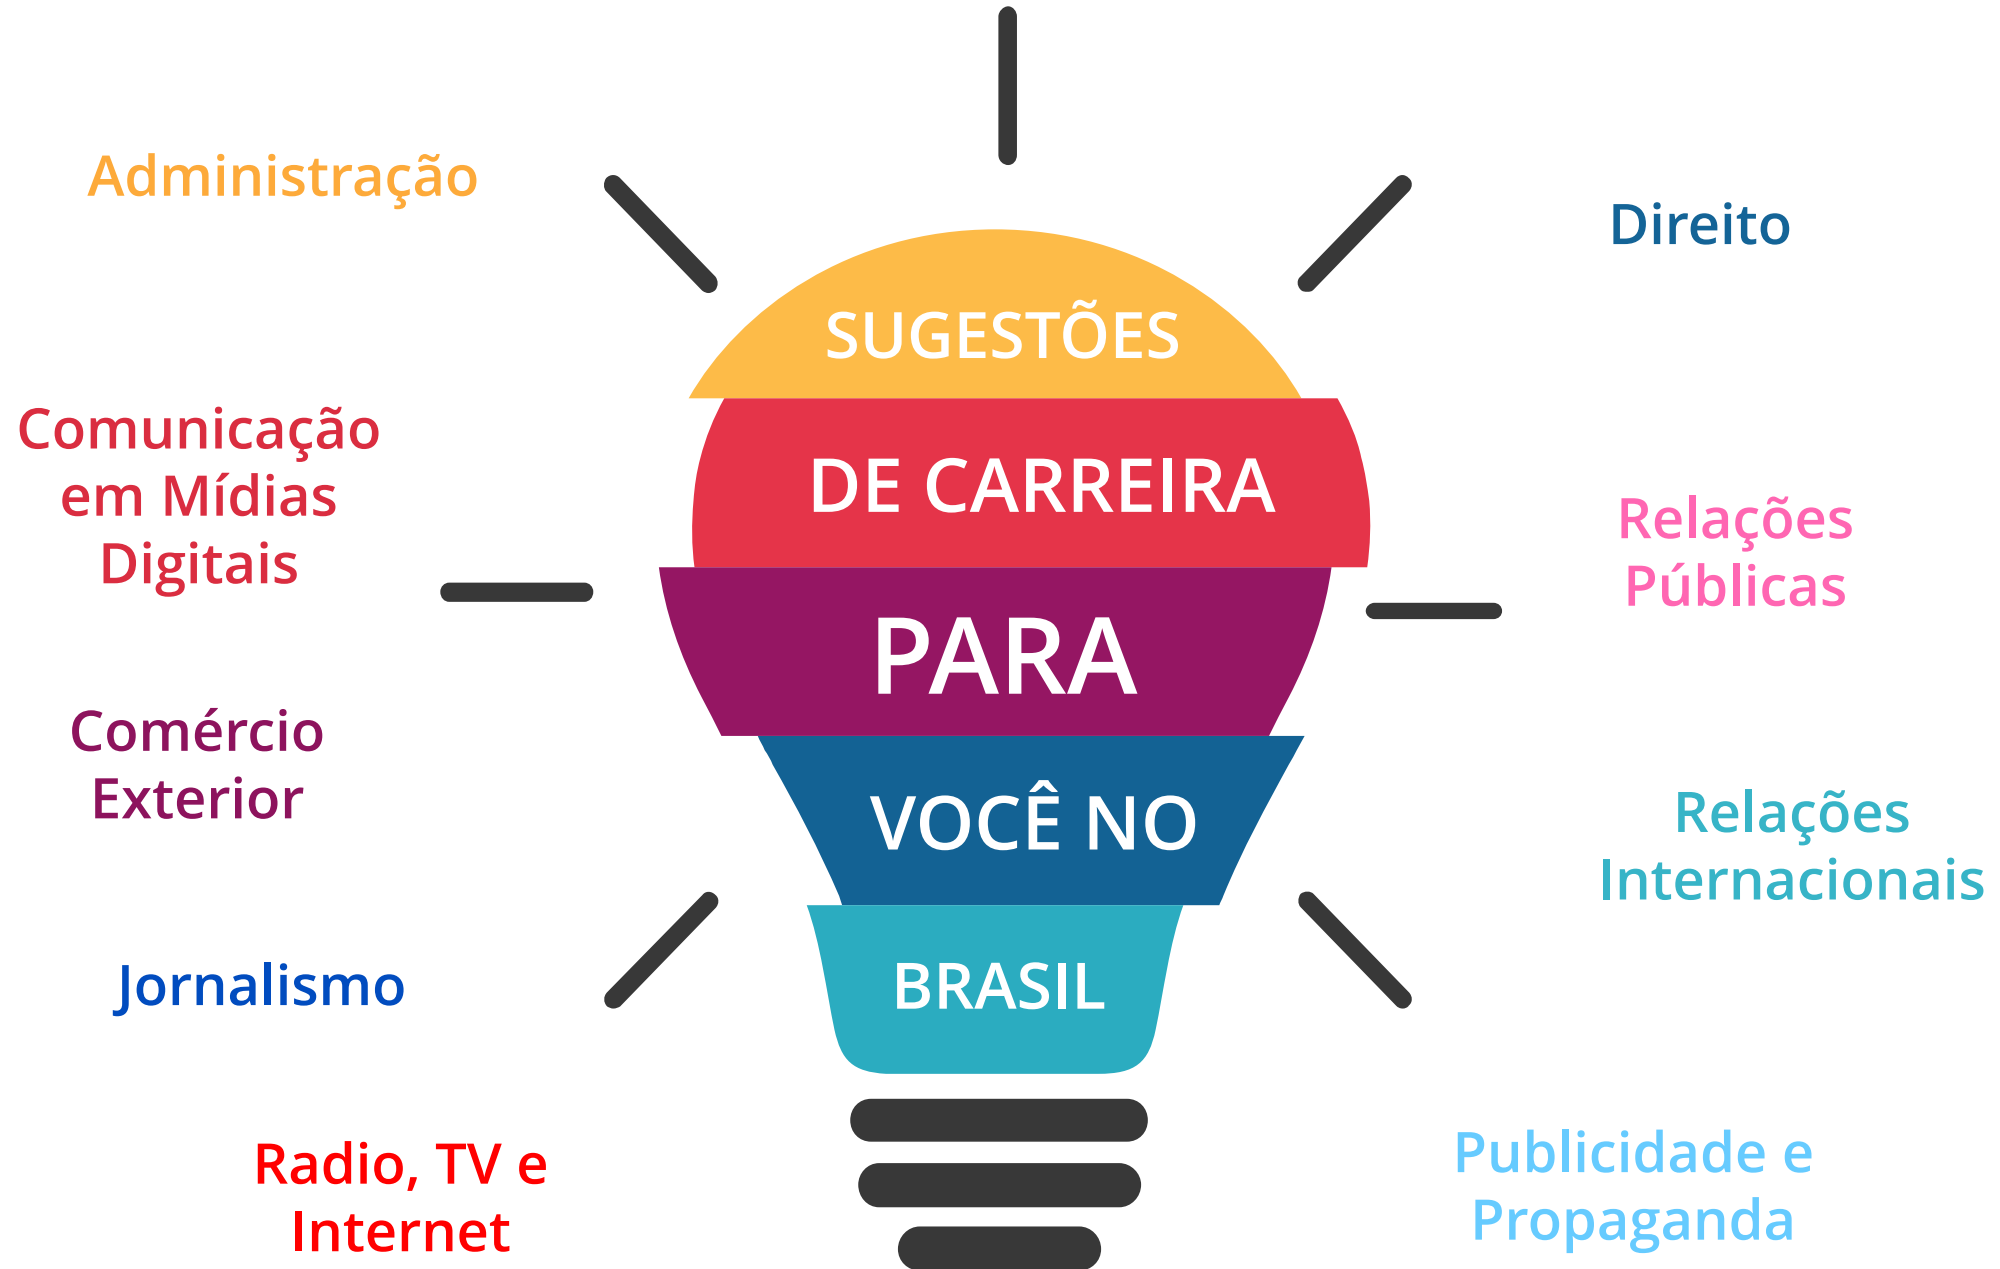 SUGESTÕES
DE CARREIRA
PARA
VOCÊ NO
BRASIL
Administração
Comunicação
em Mídias
Digitais
Comércio
Exterior
Jornalismo
Radio, TV e
Internet
Direito
Relações
Públicas
Relações
Internacionais
Publicidade e
Propaganda